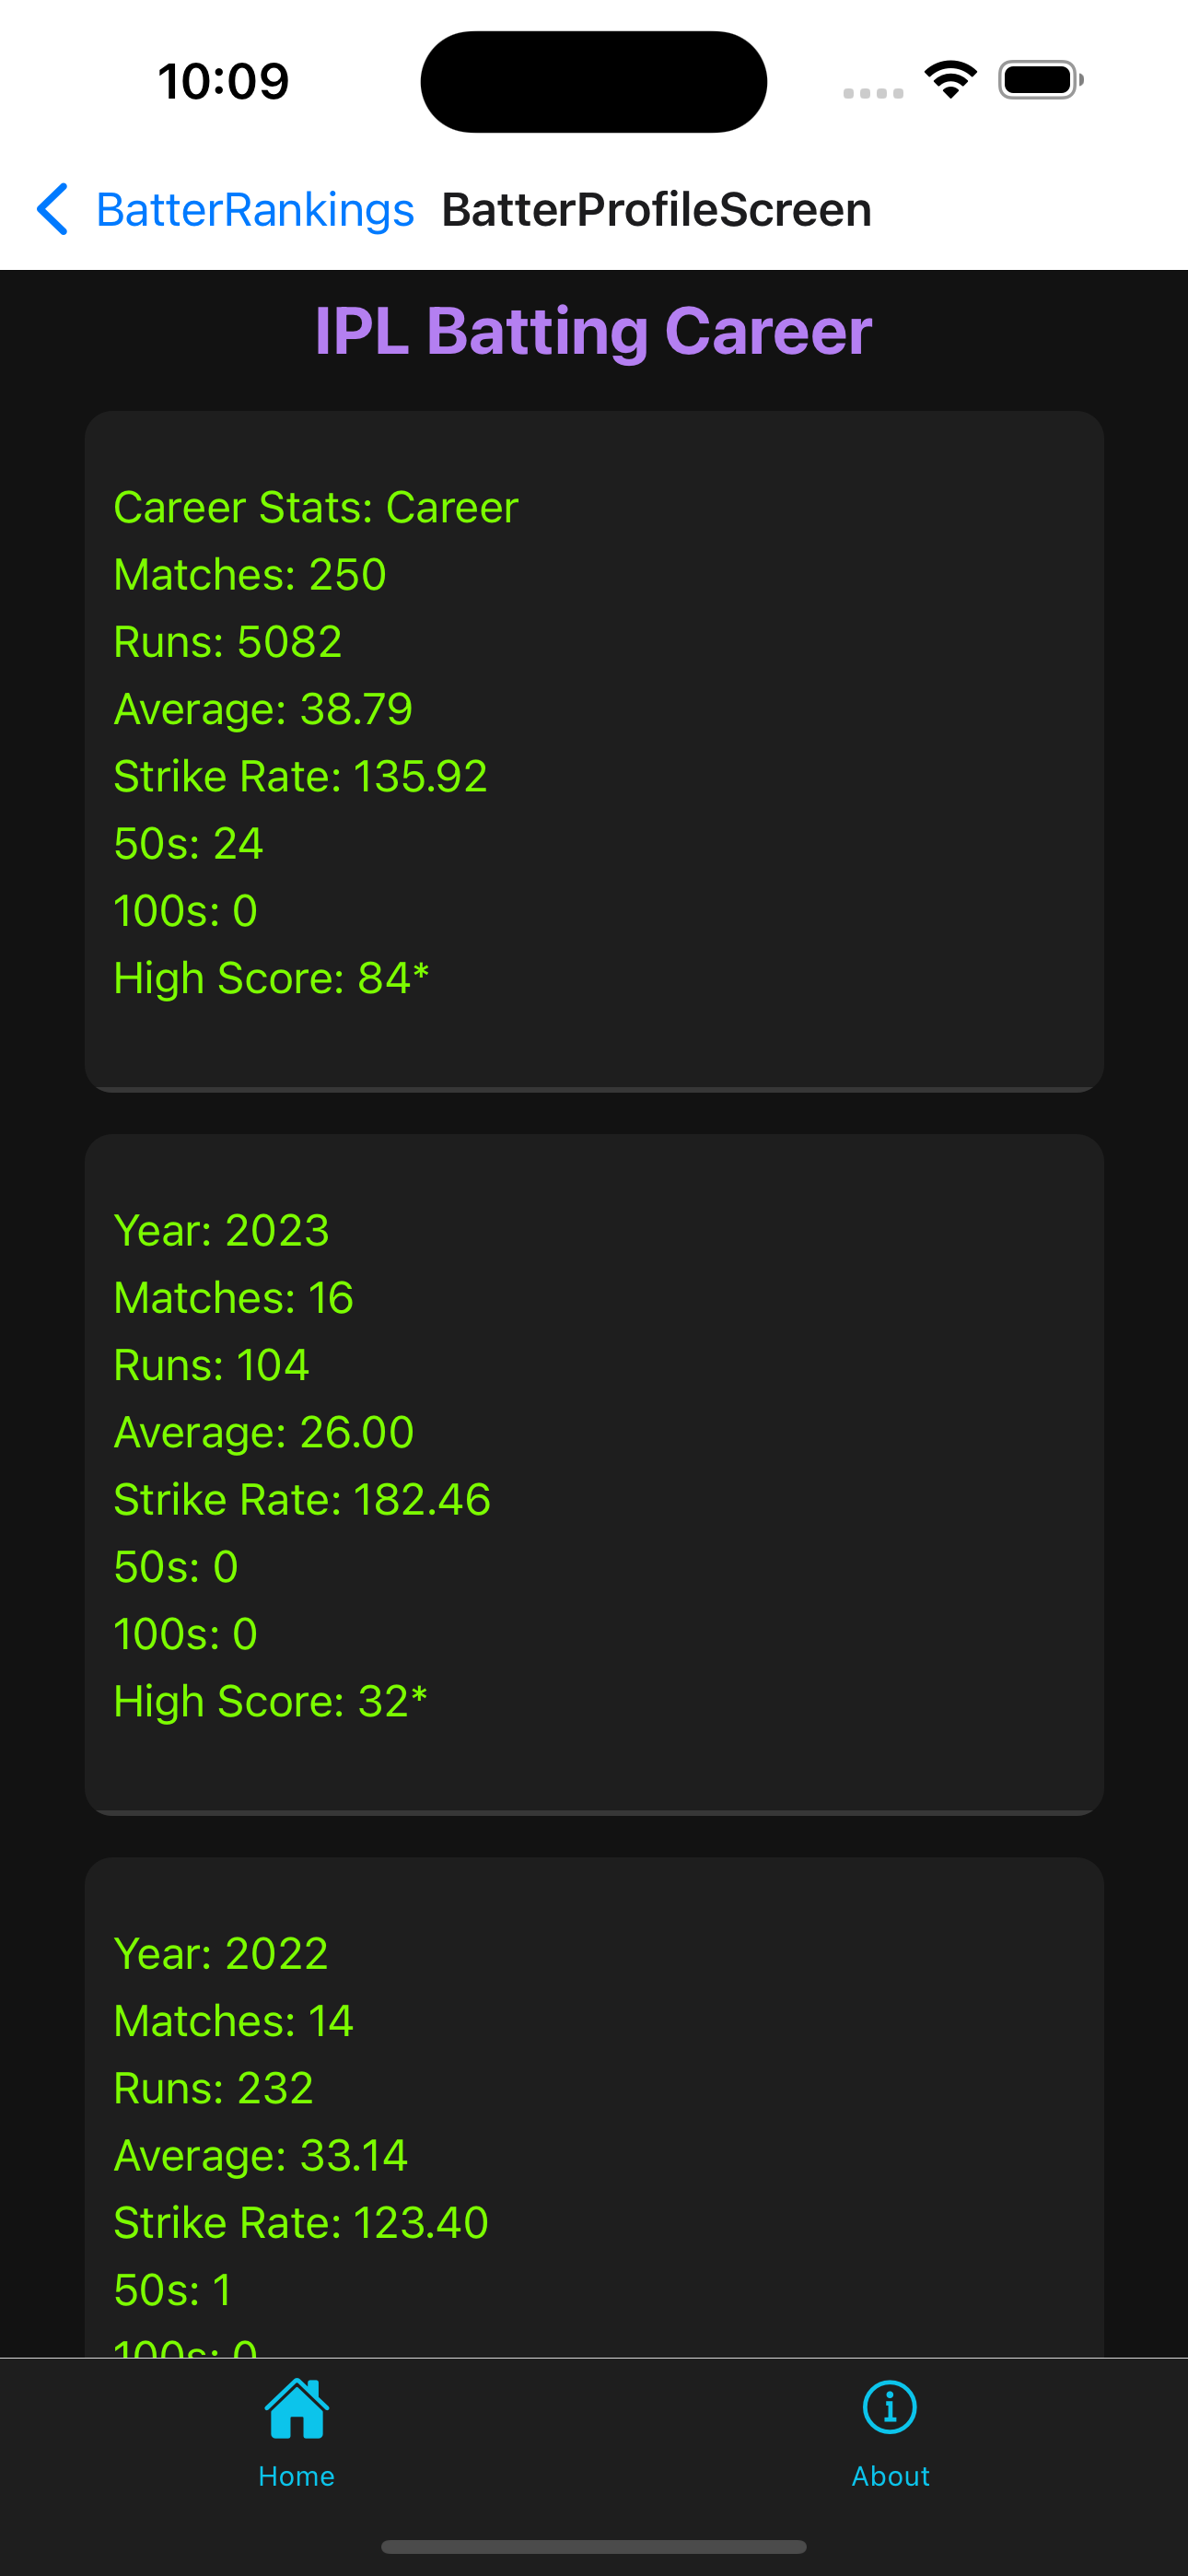 10:09
BatterRankings BatterProfileScreen
IPL Batting Career
Career Stats: Career
Matches: 250
Runs: 5082
Average: 38.79
Strike Rate: 135.92
50s: 24
100s: 0
High Score: 84*
Year: 2023
Matches: 16
Runs: 104
Average: 26.00
Strike Rate: 182.46
50s: 0
100s: 0
High Score: 32*
Year: 2022
Matches: 14
Runs: 232
Average: 33.14
Strike Rate: 123.40
50s: 1
100s: 0
Home About